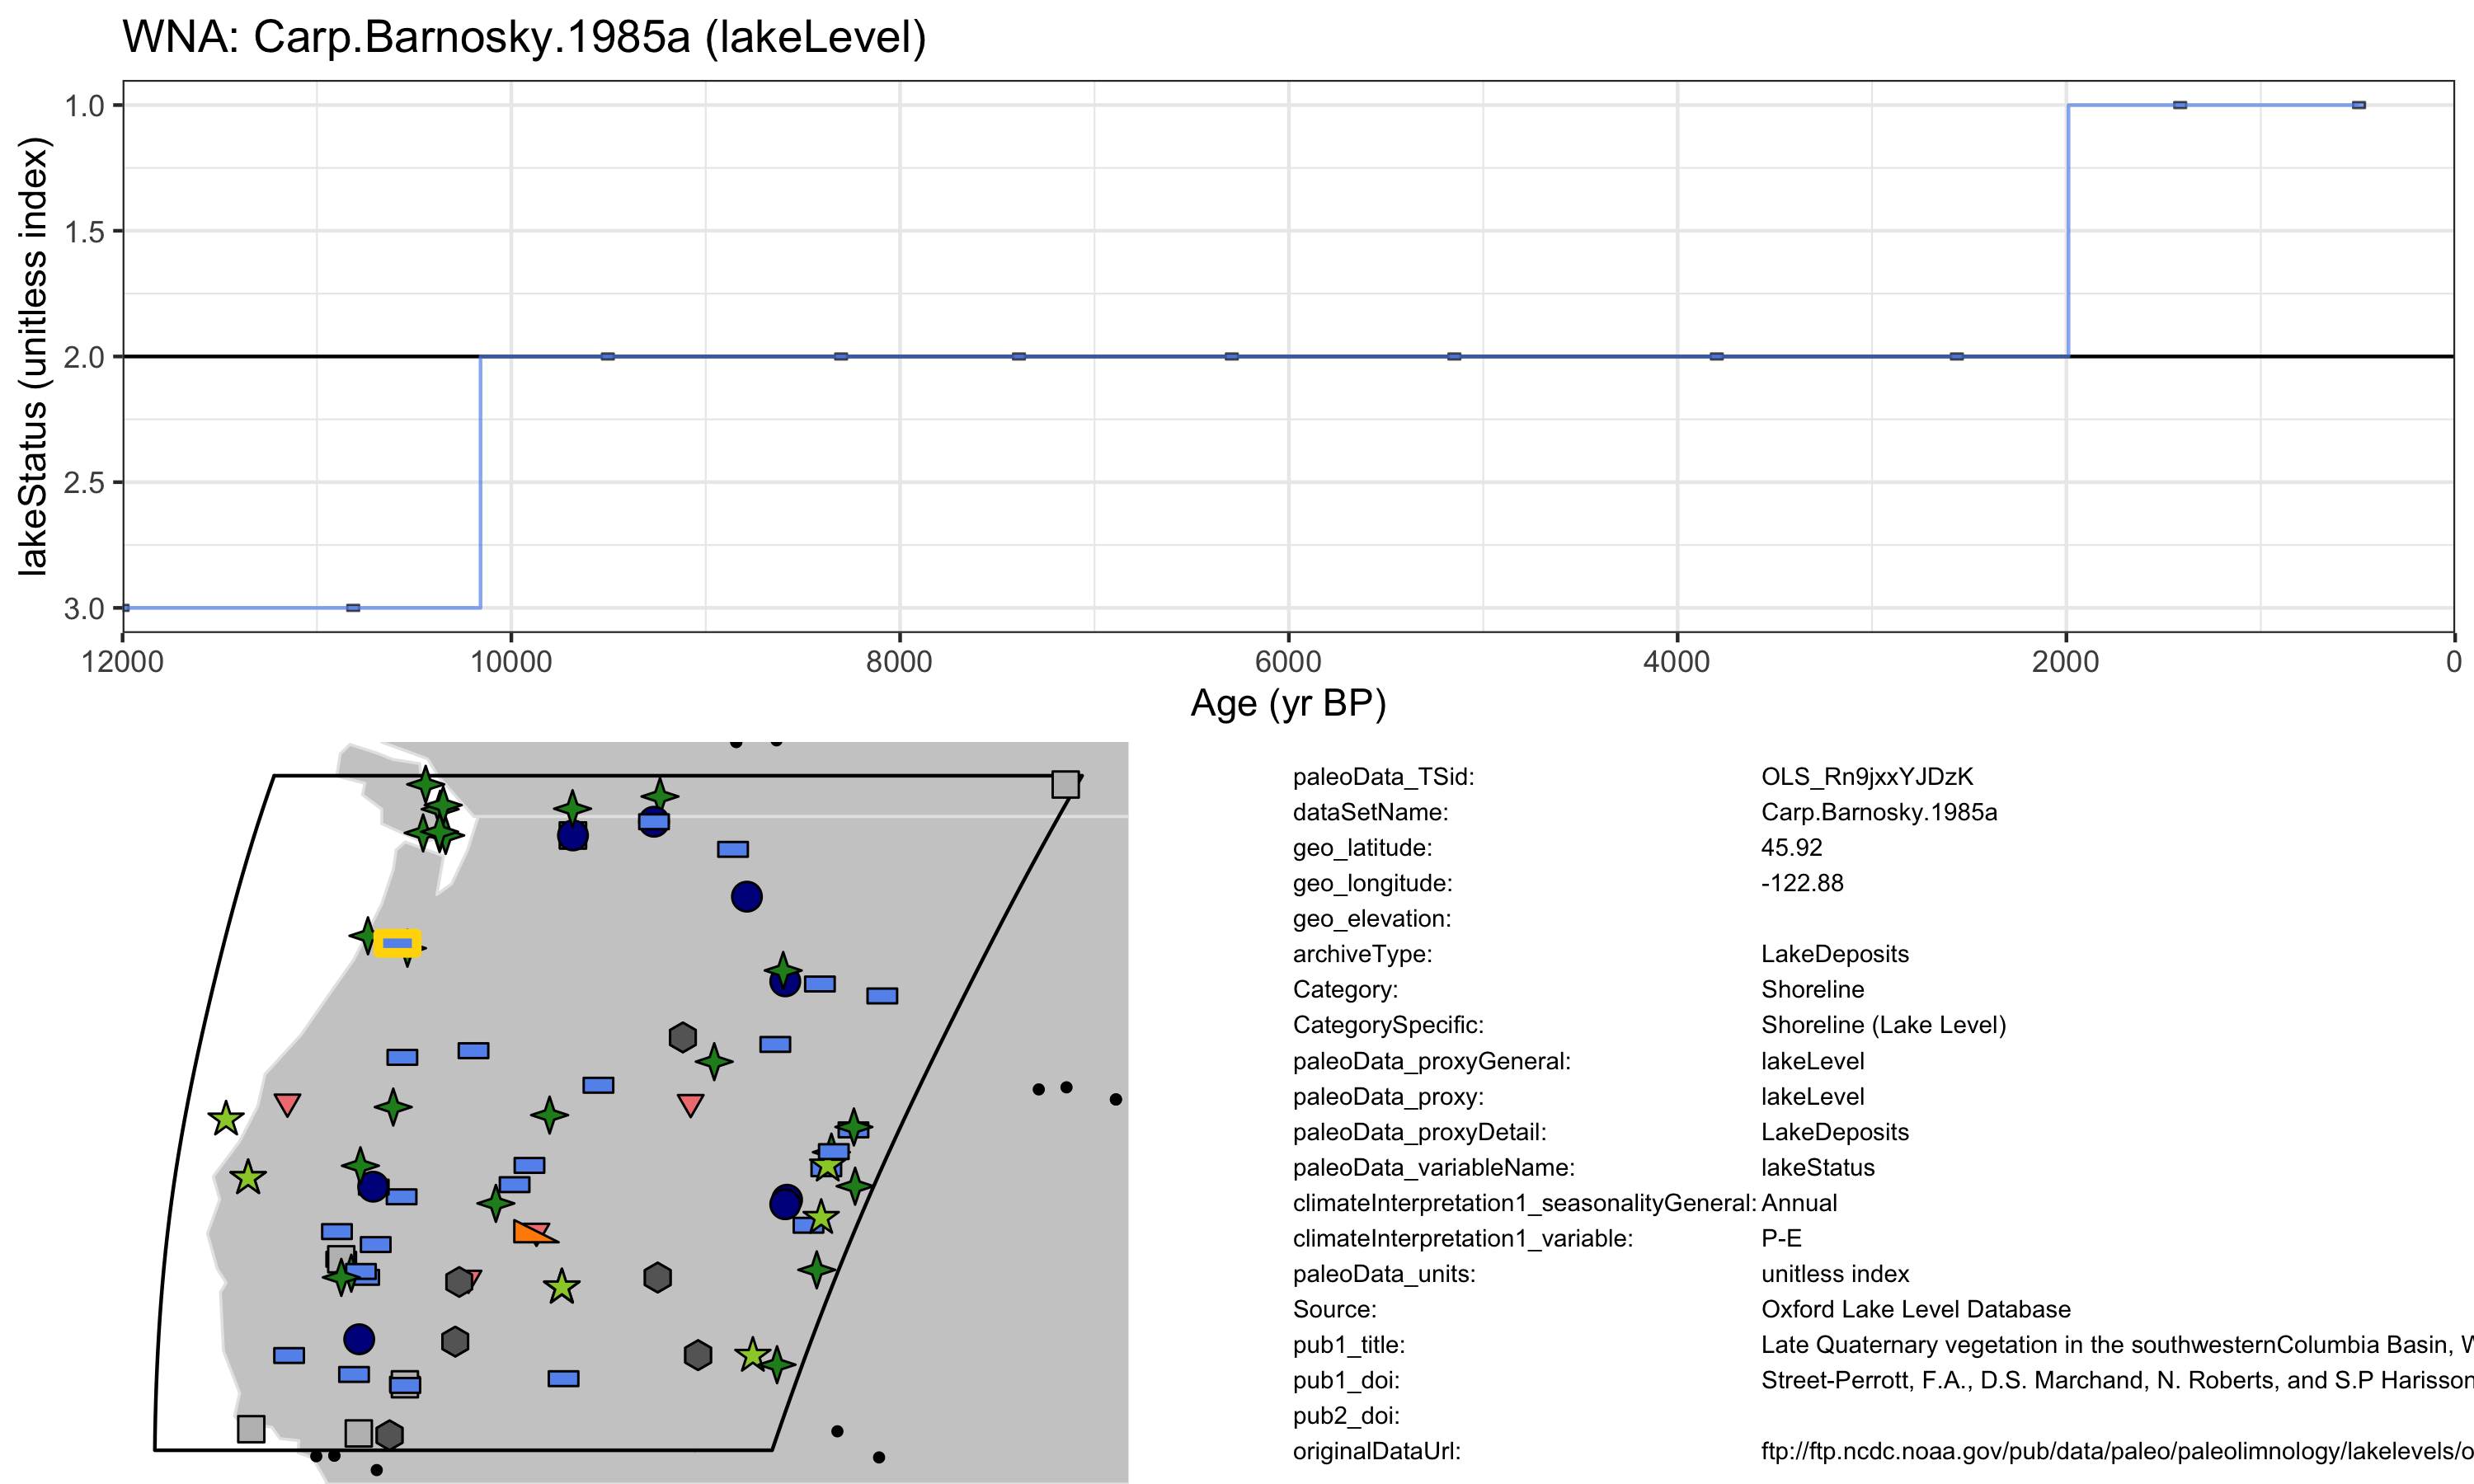 WNA: Carp.Barnosky.1985a (lakeLevel)
lakeStatus (unitless index)
1.0
1.5
2.0
2.5
3.0
12000 10000 8000 6000 4000 2000 0
Age (yr BP)
paleoData_TSid: OLS_Rn9jxxYJDzK
dataSetName: Carp.Barnosky.1985a
geo_latitude: 45.92
geo_longitude: -122.88
geo_elevation:
archiveType: LakeDeposits
Category: Shoreline
CategorySpecific: Shoreline (Lake Level)
paleoData_proxyGeneral: lakeLevel
paleoData_proxy: lakeLevel
paleoData_proxyDetail: LakeDeposits
paleoData_variableName: lakeStatus
climateInterpretation1_seasonalityGeneral: Annual
climateInterpretation1_variable: P-E
paleoData_units: unitless index
Source: Oxford Lake Level Database
pub1_title: Late Quaternary vegetation in the southwesternColumbia Basin, W
pub1_doi: Street-Perrott, F.A., D.S. Marchand, N. Roberts, and S.P Harisson
pub2_doi:
originalDataUrl: ftp://ftp.ncdc.noaa.gov/pub/data/paleo/paleolimnology/lakelevels/o